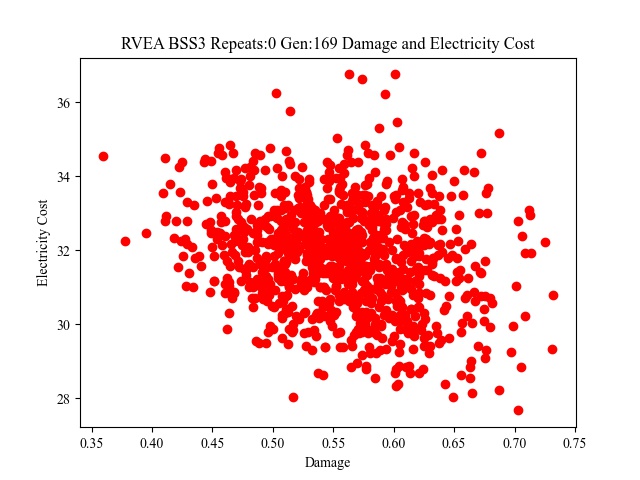 RVEA BSS3 Repeats:0 Gen:169 Damage and Electricity Cost
36
34
32
30
28
Electricity Cost
0.35 0.40 0.45 0.50 0.55 0.60 0.65 0.70 0.75
Damage